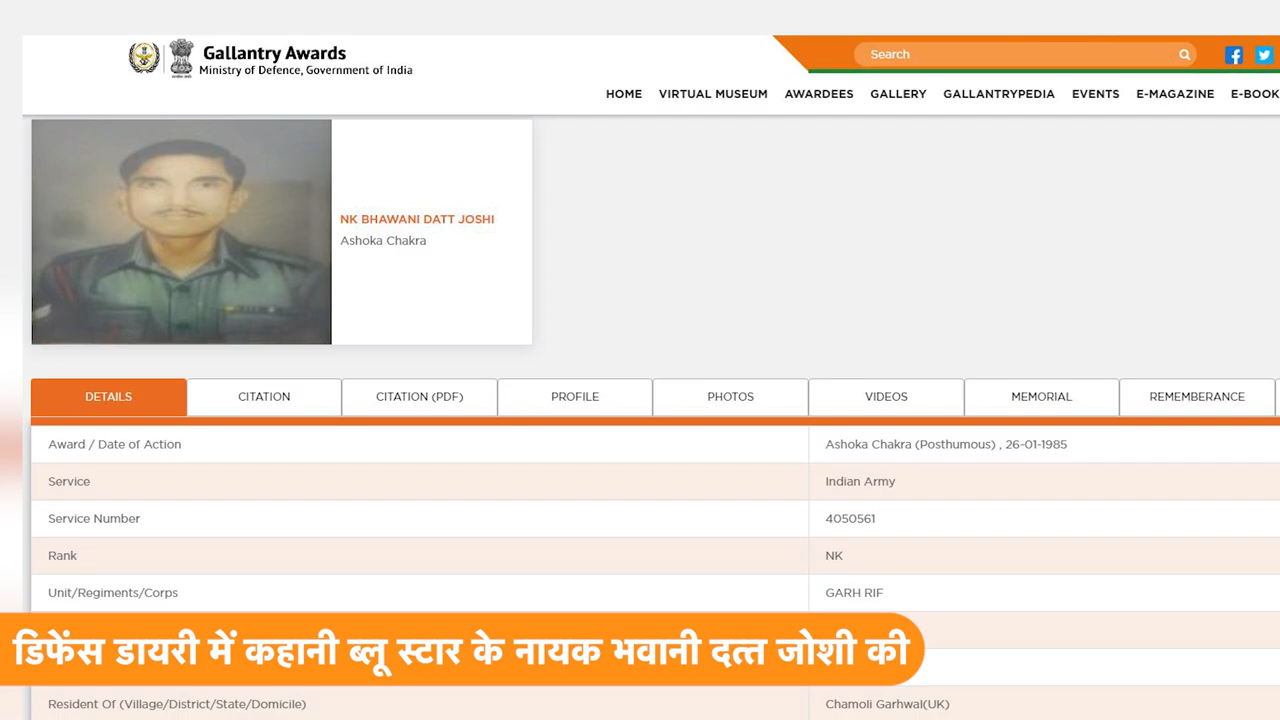 Gallantry Awards
Ministry of Defence, Government of India
Search
HOME VIRTUAL MUSEUM AWARDEES GALLERY GALLANTRYPEDIA EVENTS E-MAGAZINE E-BOOK
NK BHAWANI DATT JOSHI
Ashoka Chakra
DETAILS CITATION CITATION (PDF) PROFILE PHOTOS VIDEOS MEMORIAL REMEMBERANCE
Award / Date of Action Ashoka Chakra (Posthumous) , 26-01-1985
Service Indian Army
Service Number 4050561
Rank NK
Unit/Regiments/Corps GARH RIF
डिफेंस डायरी में कहानी ब्लू स्टार के नायक भवानी दत्त जोशी की
Resident Of (Village/District/State/Domicile) Chamoli Garhwal(UK)